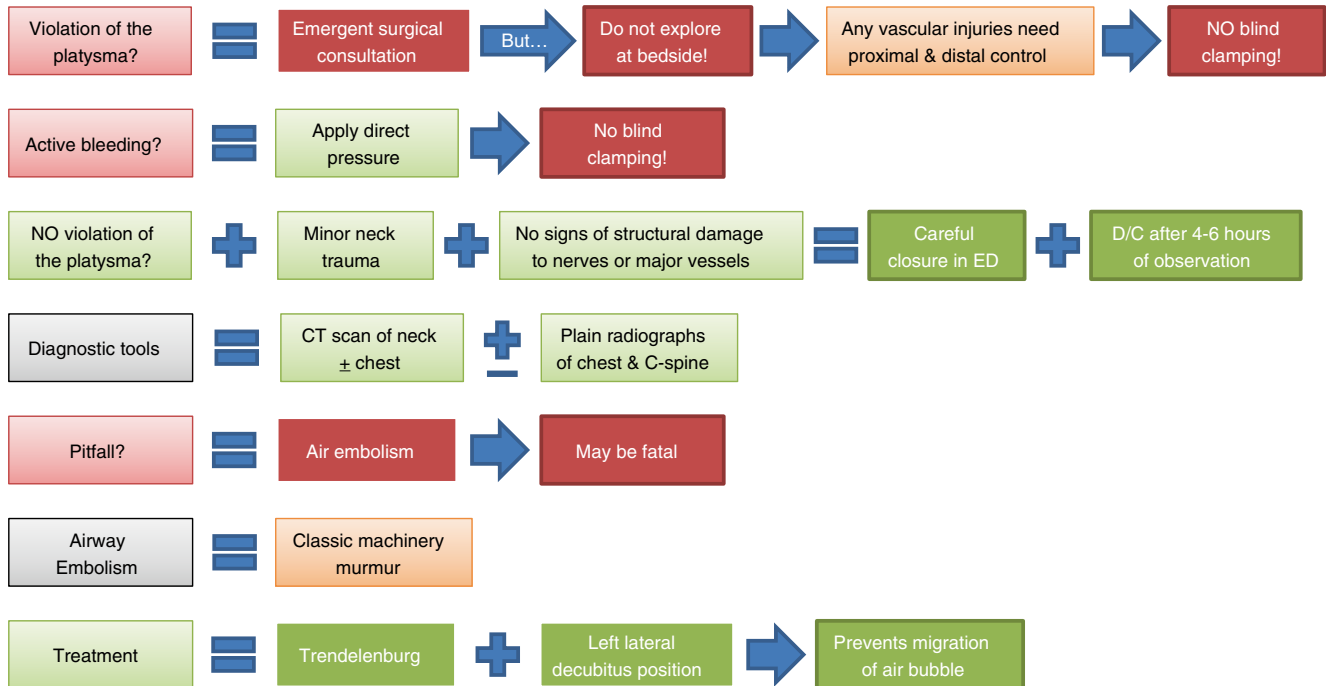 Violation of the
platysma?
Emergent surgical
consultation
But…
Do not explore
at bedside!
Any vascular injuries need
proximal & distal control
NO blind
clamping!
Active bleeding?
Apply direct
pressure
No blind
clamping!
NO violation of
the platysma?
Minor neck
trauma
No signs of structural damage
to nerves or major vessels
Careful
closure in ED
D/C after 4-6 hours
of observation
Diagnostic tools
CT scan of neck
± chest
Plain radiographs
of chest & C-spine
Pitfall?
Air embolism
May be fatal
Airway
Embolism
Classic machinery
murmur
Treatment
Trendelenburg
Left lateral
decubitus position
Prevents migration
of air bubble